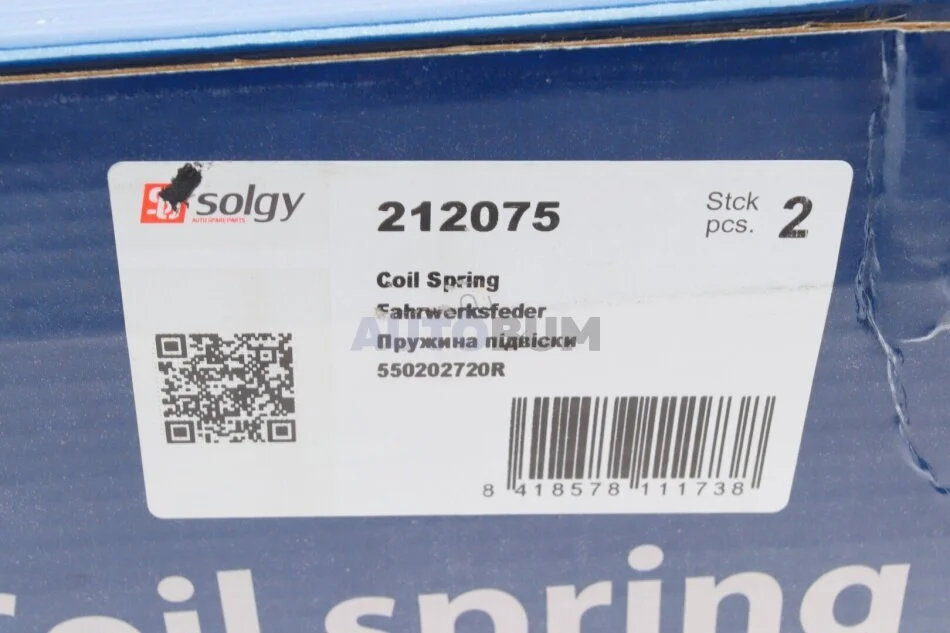 solgy
AUTO SPARE PARTS
212075
Stck
pcs. 2
Coil Spring
Fahrwerksfeder
AUTOBUM
Пружина підвіски
550202720R
8 418578 111738
Coil spring